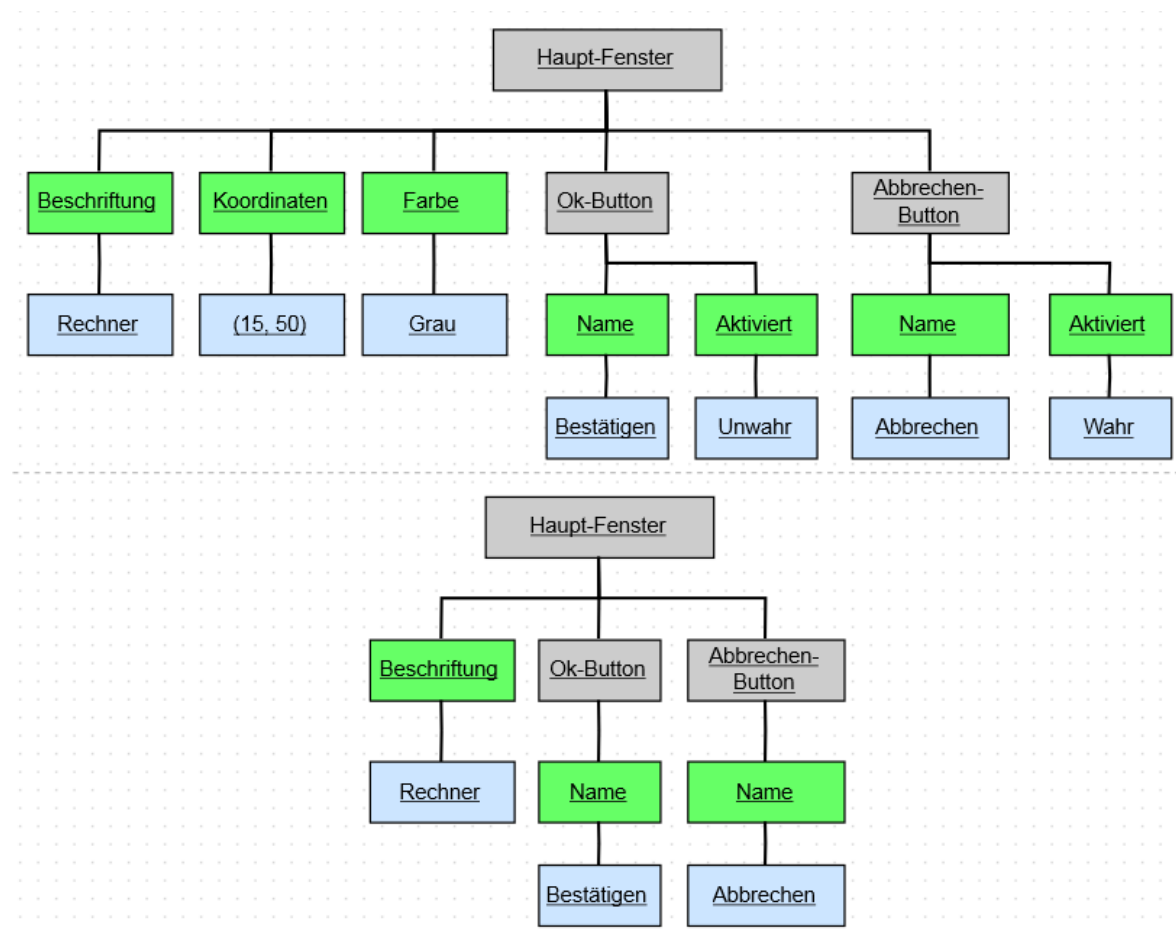 Haupt-Fenster
Beschriftung
Koordinaten
Farbe
Ok-Button
Abbrechen-
Button
Rechner
(15, 50)
Grau
Name
Aktiviert
Name
Aktiviert
Bestätigen
Unwahr
Abbrechen
Wahr
Haupt-Fenster
Beschriftung
Ok-Button
Abbrechen-
Button
Rechner
Name
Name
Bestätigen
Abbrechen